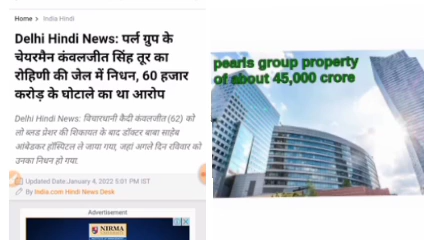 Home > India Hindi
Delhi Hindi News: पर्ल ग्रुप के
चेयरमैन कंवलजीत सिंह तूर का
रोहिणी की जेल में निधन, 60 हजार
करोड़ के घोटाले का था आरोप
Delhi Hindi News: विचारधानी कैदी कंवलजीत (62) को
लो ब्लड प्रेशर की शिकायत के बाद डॉक्टर बाबा साहेब
आंबेडकर हॉस्पिटल ले जाया गया, जहां अगले दिन रविवार को
उनका निधन हो गया.
Updated Date:January 4, 2022 5:01 PM IST
By India.com Hindi News Desk
Advertisement
NIRMA
UNIVERSITY
pearls group property
of about 45,000 crore